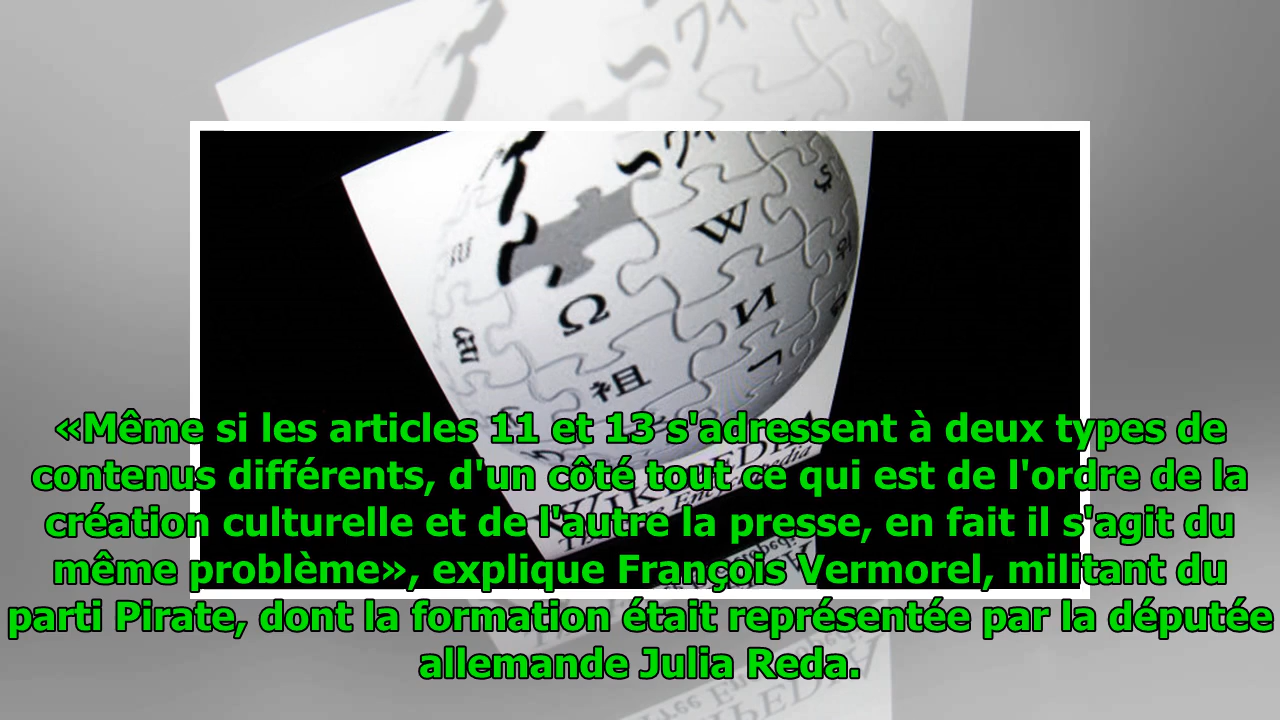 W
Ω
И
祖
«Même si les articles 11 et 13 s'adressent à deux types de
contenus différents, d'un côté tout ce qui est de l'ordre de la
création culturelle et de l'autre la presse, en fait il s'agit du
même problème», explique François Vermorel, militant du
parti Pirate, dont la formation était représentée par la députée
allemande Julia Reda.
WIKIPEDIA